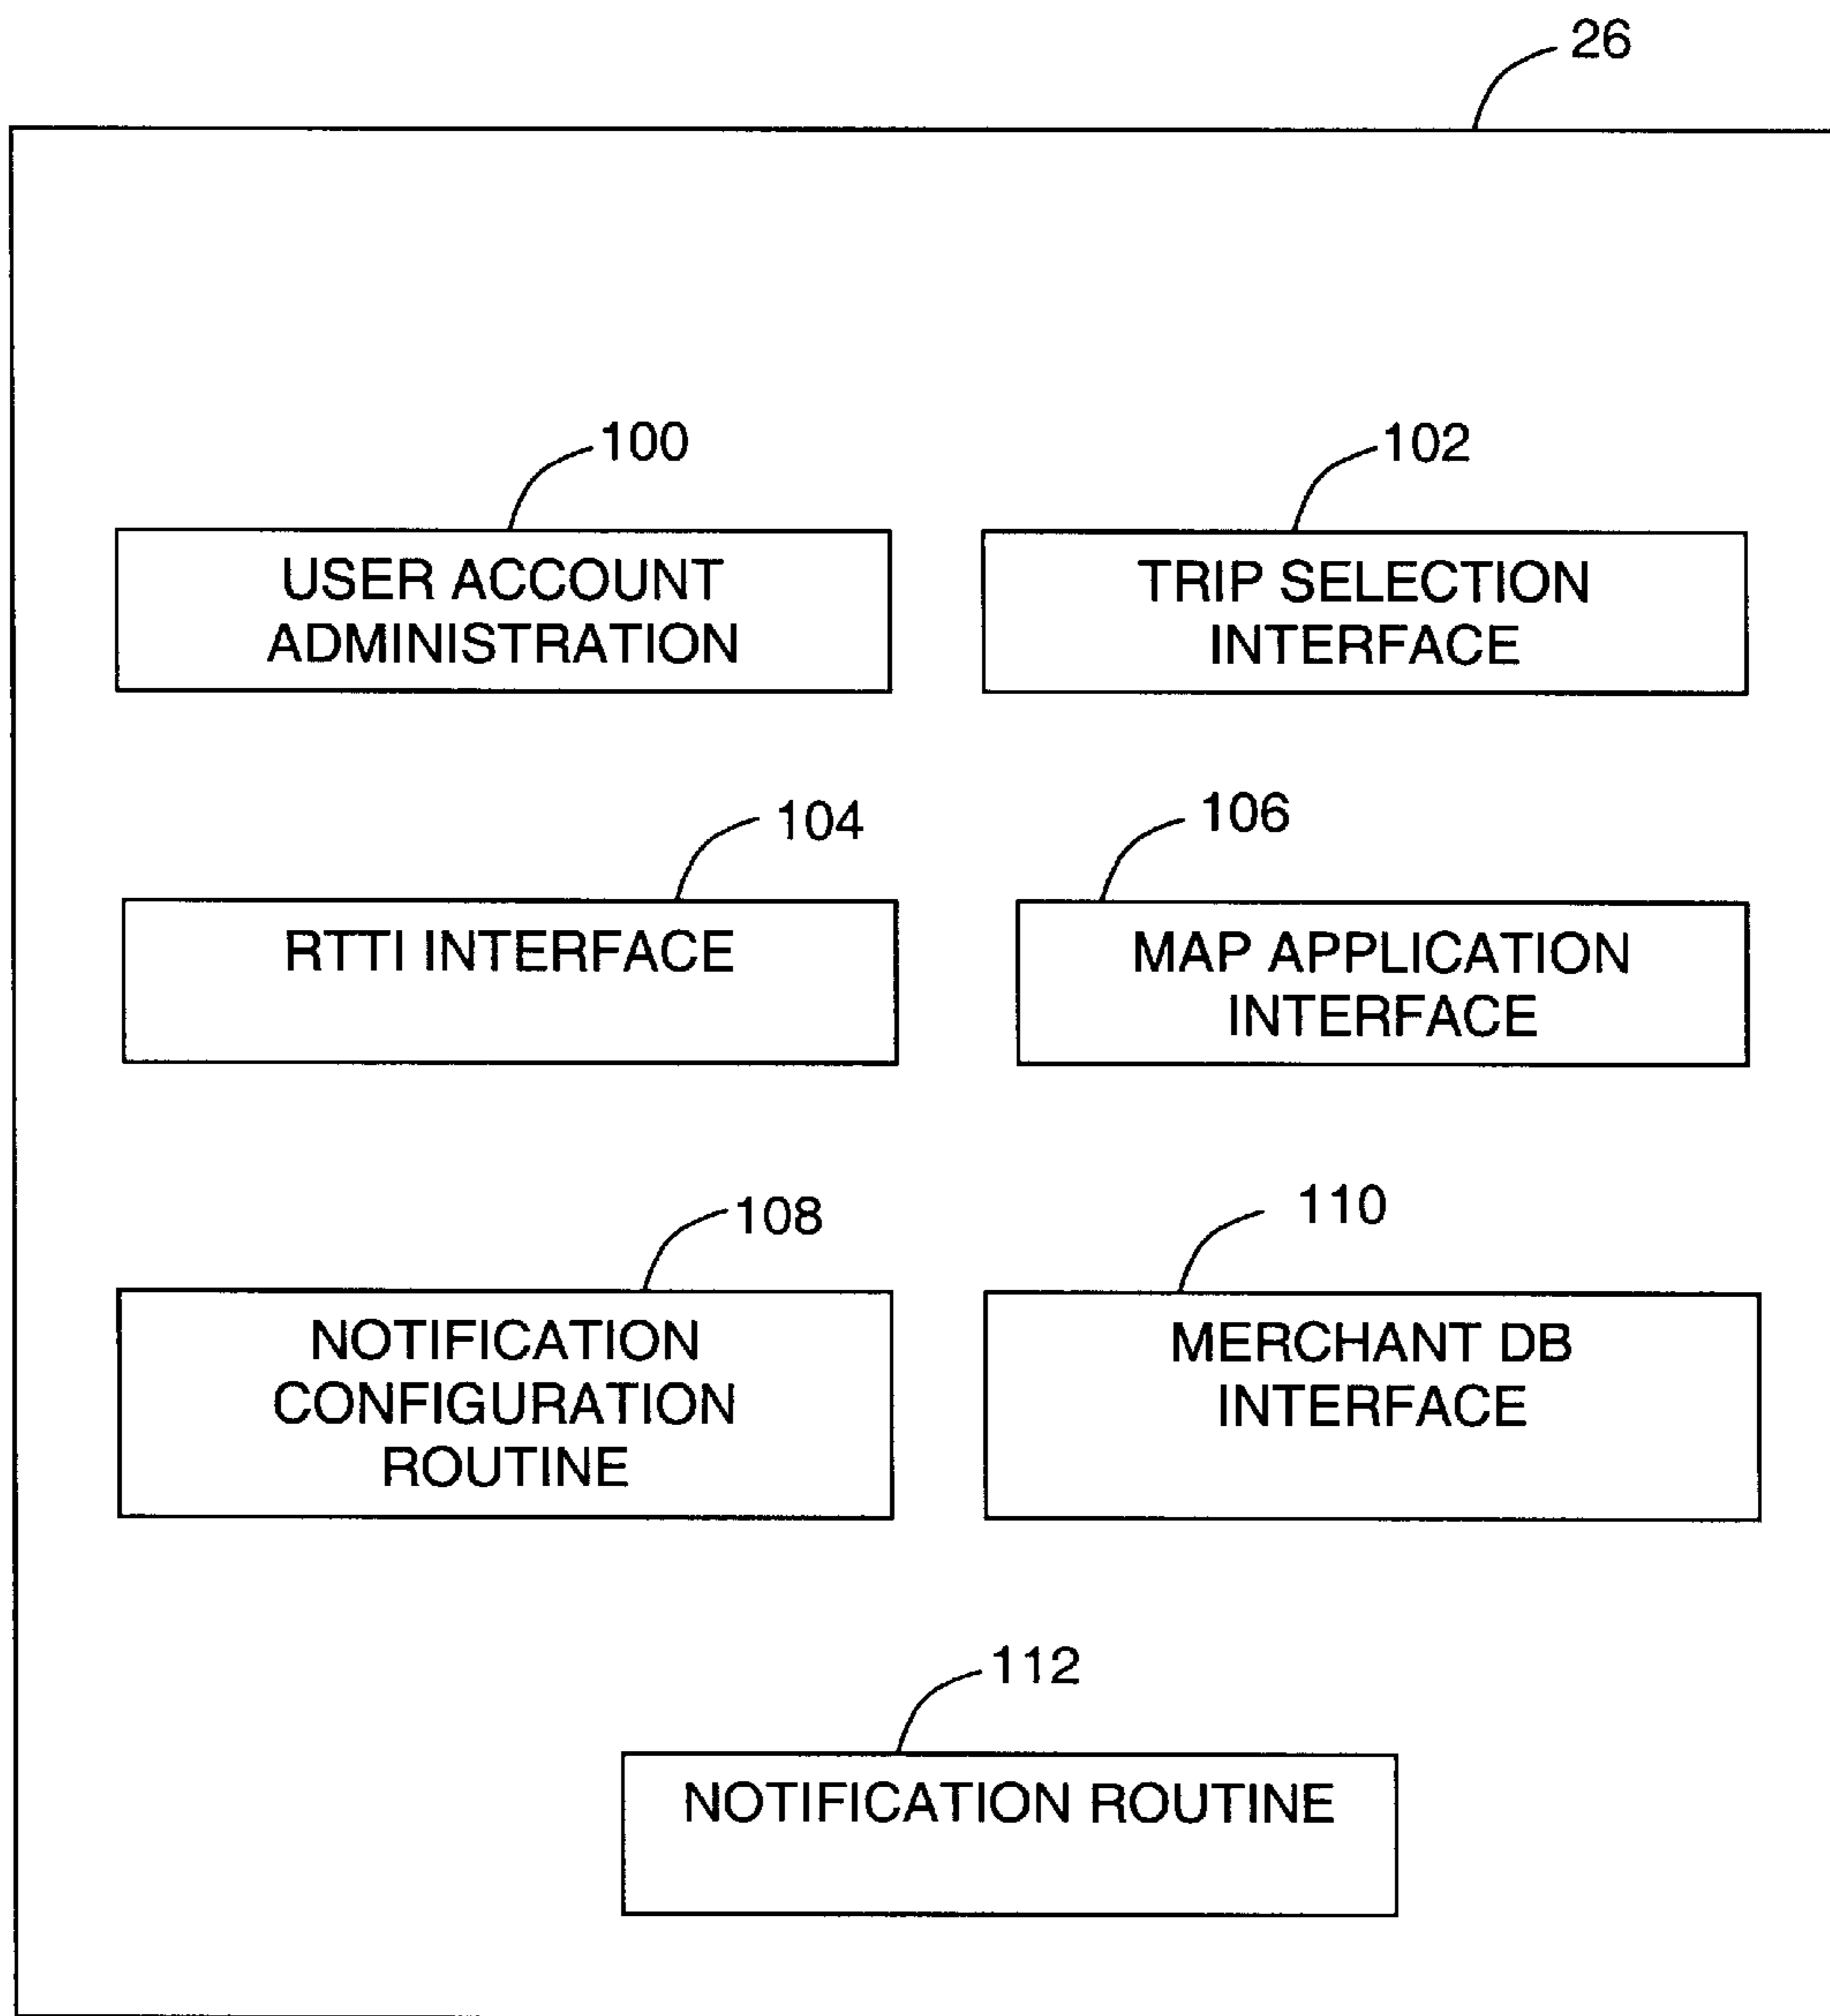 26
100
102
USER ACCOUNT
ADMINISTRATION
TRIP SELECTION
INTERFACE
104
106
RTTI INTERFACE
MAP APPLICATION
INTERFACE
108
110
NOTIFICATION
CONFIGURATION
ROUTINE
MERCHANT DB
INTERFACE
112
NOTIFICATION ROUTINE